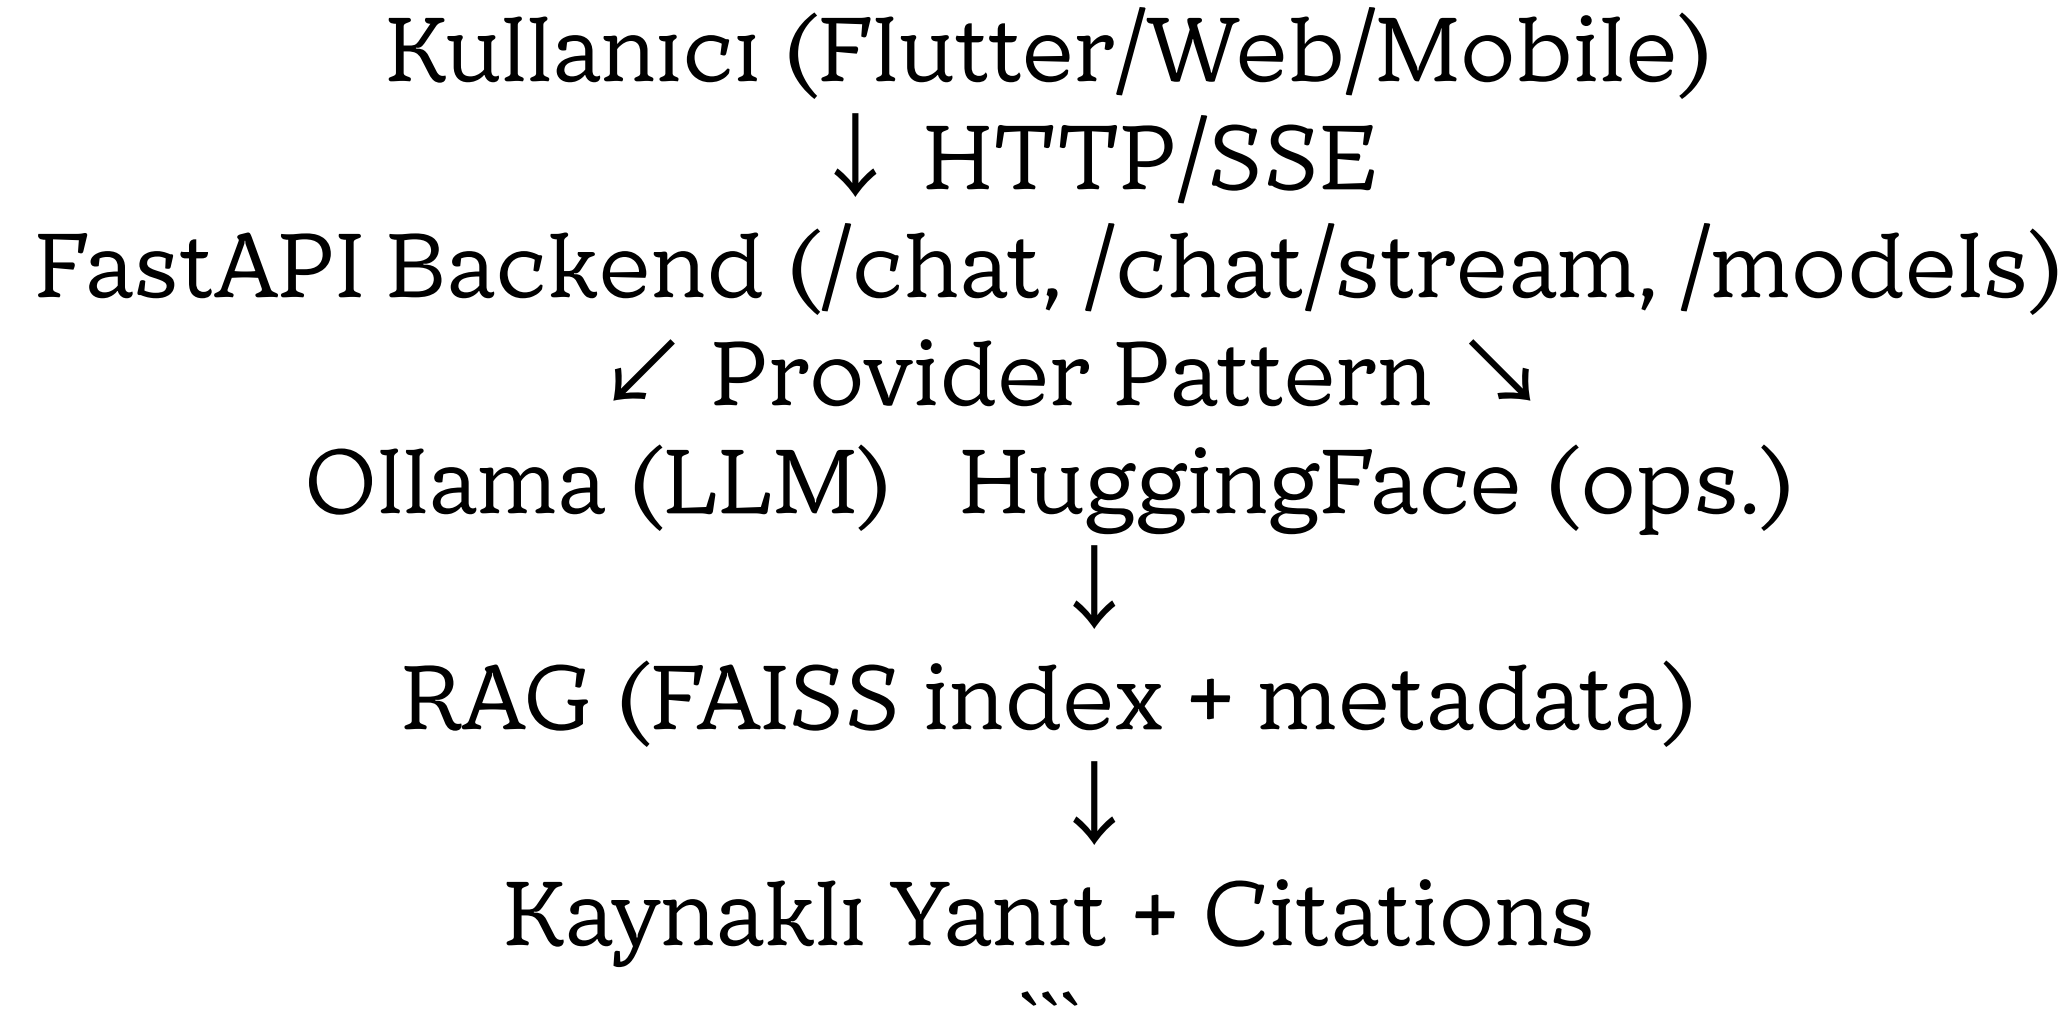 Kullanıcı (Flutter/Web/Mobile)
↓ HTTP/SSE
FastAPI Backend (/chat, /chat/stream, /models)
↙ Provider Pattern ↘
Ollama (LLM) HuggingFace (ops.)
↓
RAG (FAISS index + metadata)
↓
Kaynaklı Yanıt + Citations
```